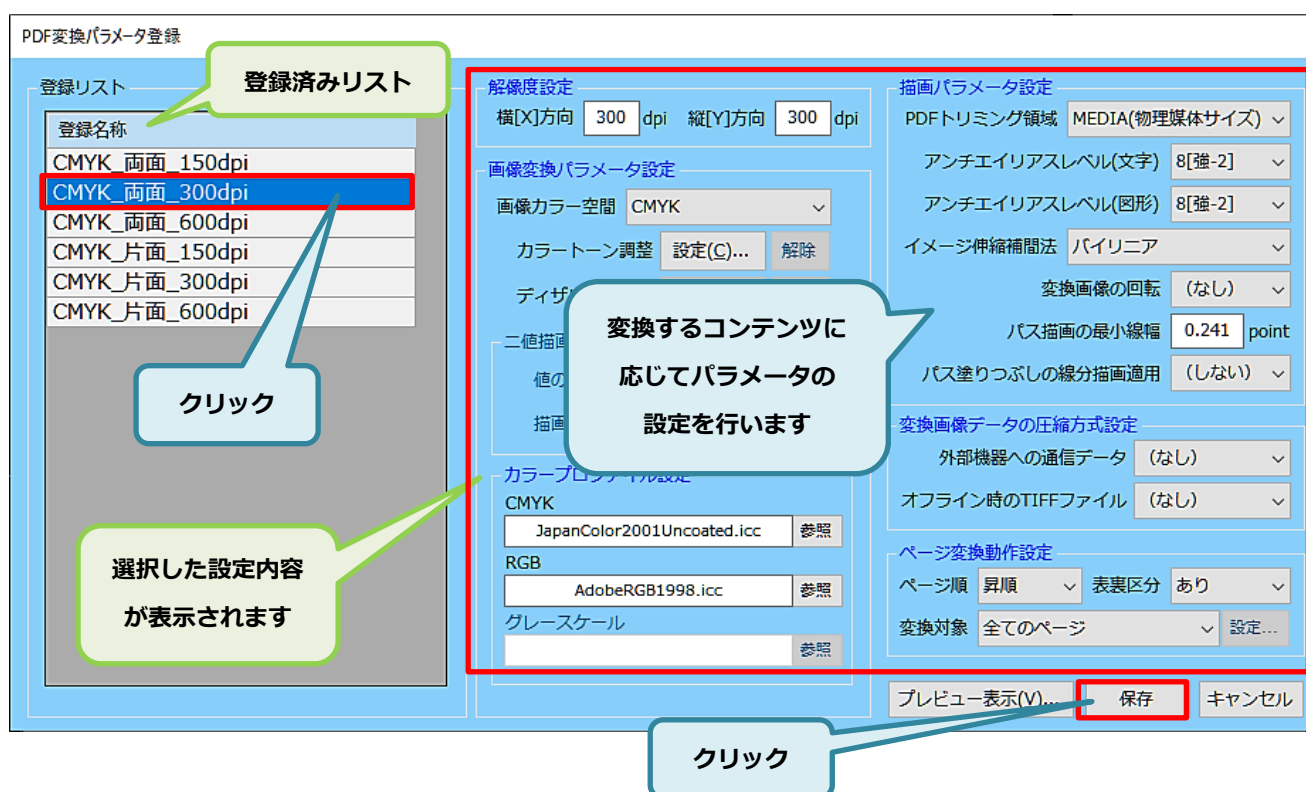 PDF変換パラメータ登録
登録リスト
登録済みリスト
登録名称
CMYK_両面_150dpi
CMYK_両面_300dpi
CMYK_両面_600dpi
CMYK_片面_150dpi
CMYK_片面_300dpi
CMYK_片面_600dpi
クリック
選択した設定内容
が表示されます
解像度設定
横[X]方向 300 dpi 縦[Y]方向 300 dpi
画像変換パラメータ設定
画像カラー空間 CMYK
カラートーン調整 設定(C)... 解除
ディザ
二値描画
値の
描画
変換するコンテンツに
応じてパラメータの
設定を行います
カラープロファイル設定
CMYK
JapanColor2001Uncoated.icc 参照
RGB
AdobeRGB1998.icc 参照
グレースケール
参照
描画パラメータ設定
PDFトリミング領域 MEDIA(物理媒体サイズ)
アンチエイリアスレベル(文字) 8[強-2]
アンチエイリアスレベル(図形) 8[強-2]
イメージ伸縮補間法 バイリニア
変換画像の回転 (なし)
パス描画の最小線幅 0.241 point
パス塗りつぶしの線分描画適用 (しない)
変換画像データの圧縮方式設定
外部機器への通信データ (なし)
オフライン時のTIFFファイル (なし)
ページ変換動作設定
ページ順 昇順 表裏区分 あり
変換対象 全てのページ 設定...
プレビュー表示(V)... 保存 キャンセル
クリック